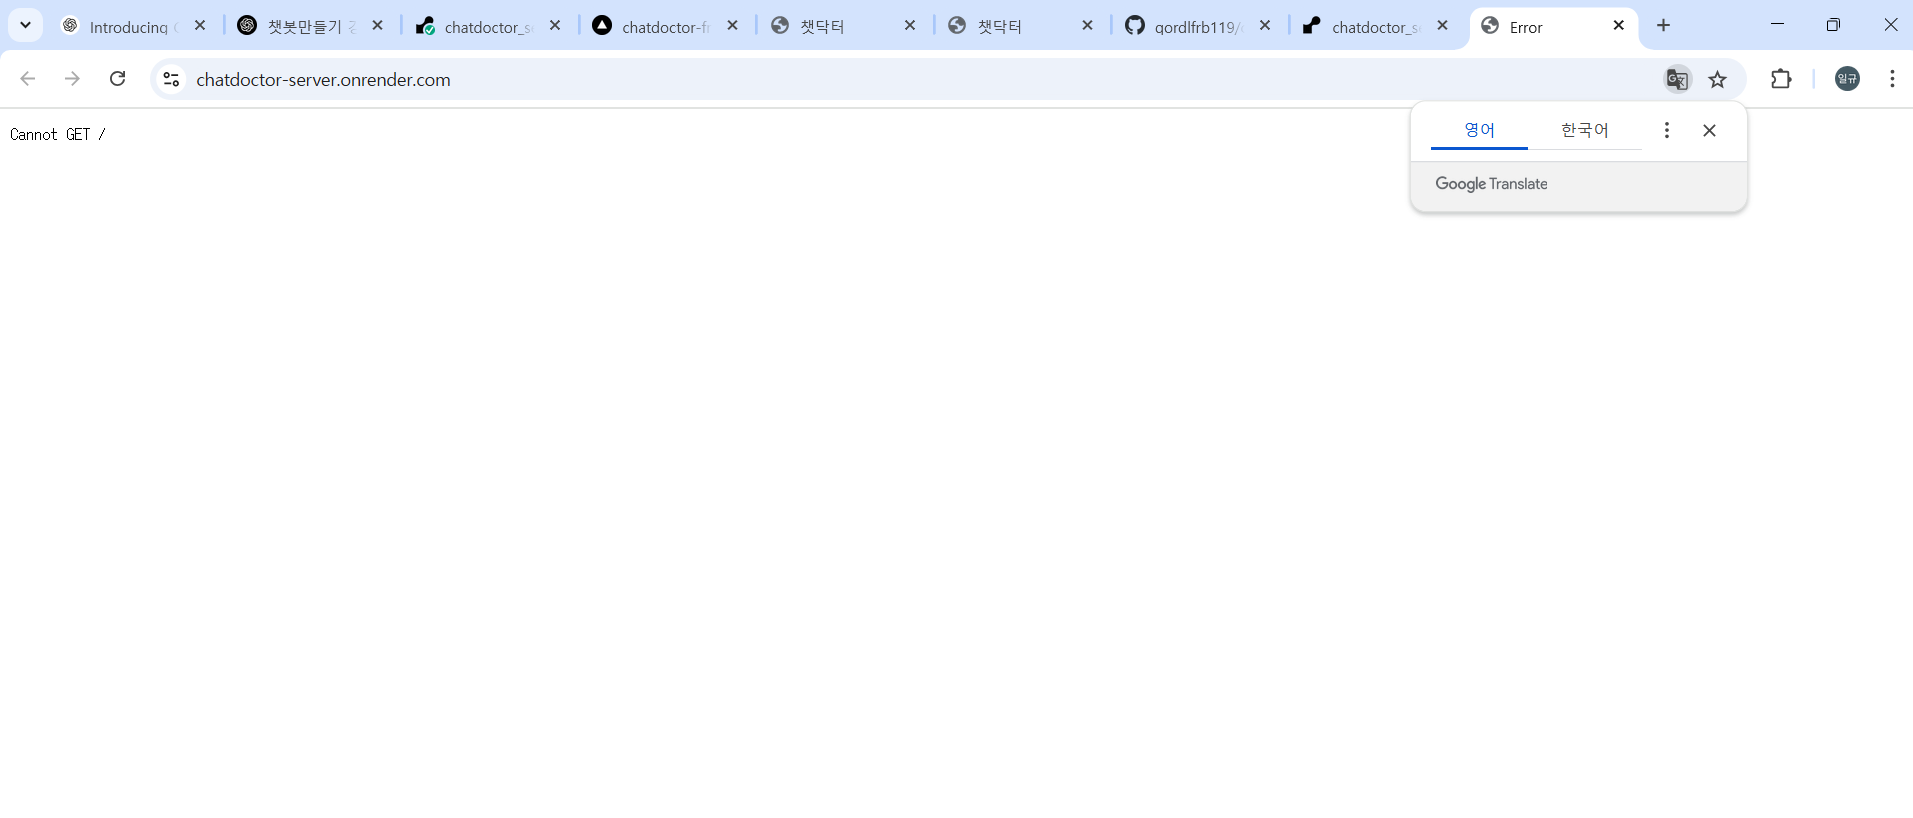 Introducing
챗봇만들기
chatdoctor_s
chatdoctor-f
챗닥터
챗닥터
qordlfrb119/
chatdoctor_s
Error
chatdoctor-server.onrender.com
일규
Cannot GET /
영어
한국어
Google Translate